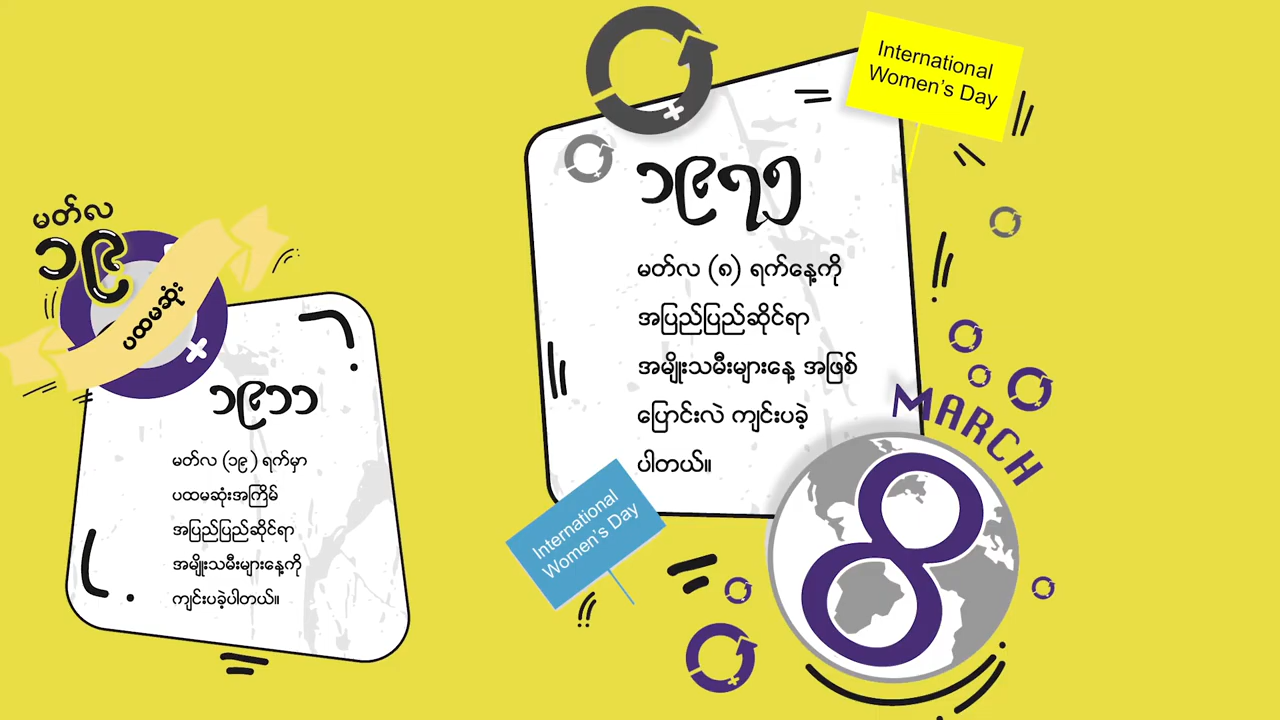 မတ်လ
၁၉
ပထမဆုံး
၁၉၁၁
မတ်လ (၁၉) ရက်မှာ
ပထမဆုံးအကြိမ်
အပြည်ပြည်ဆိုင်ရာ
အမျိုးသမီးများနေ့ကို
ကျင်းပခဲ့ပါတယ်။
၁၉၇၅
မတ်လ (၈) ရက်နေ့ကို
အပြည်ပြည်ဆိုင်ရာ
အမျိုးသမီးများနေ့ အဖြစ်
ပြောင်းလဲ ကျင်းပခဲ့
ပါတယ်။
International
Women's Day
International
Women's Day
MARCH
8